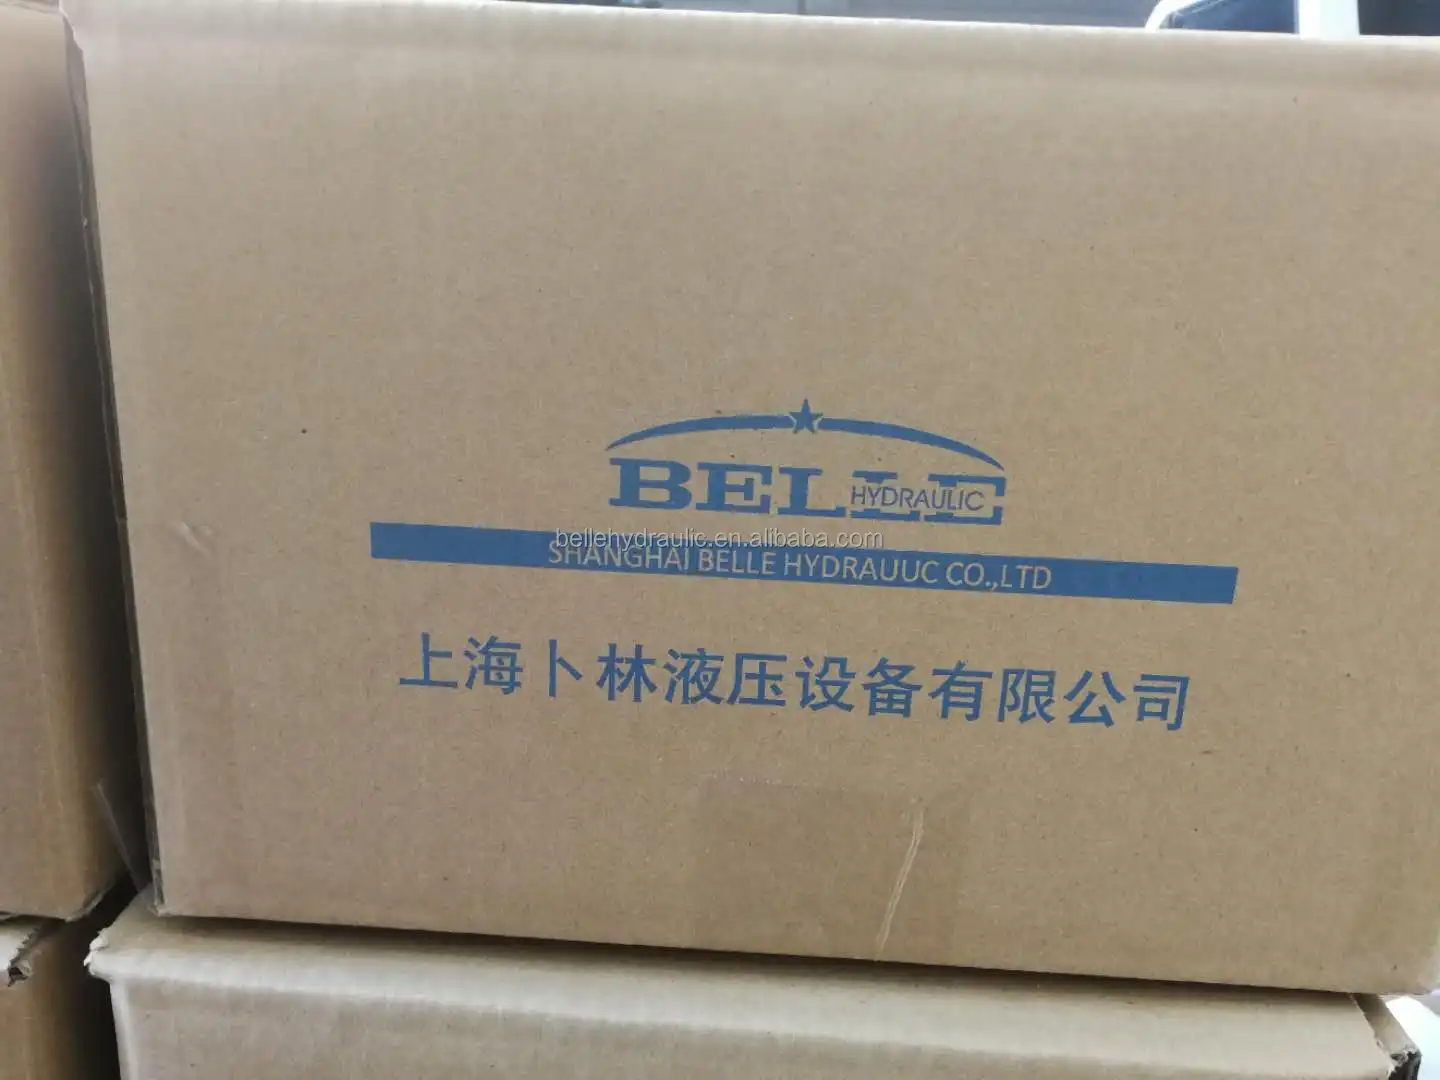 BELLE
HYDRAULIC
bellehydraulic.en.alibaba.com
SHANGHAI BELLE HYDRAUUC CO.,LTD
上海卜林液压设备有限公司